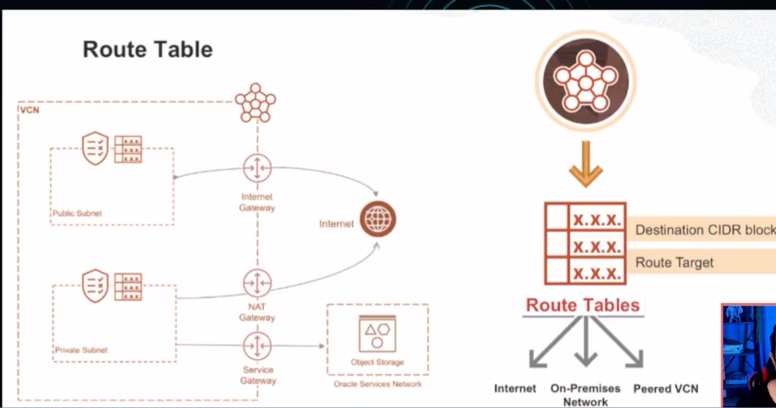 Route Table
VCN
Public Subnet
Internet
Gateway
Internet
NAT
Gateway
Private Subnet
Service
Gateway
Object Storage
Oracle Services Network
X.X.X.
X.X.X.
X.X.X.
Destination CIDR block
Route Target
Route Tables
Internet
On-Premises
Network
Peered VCN